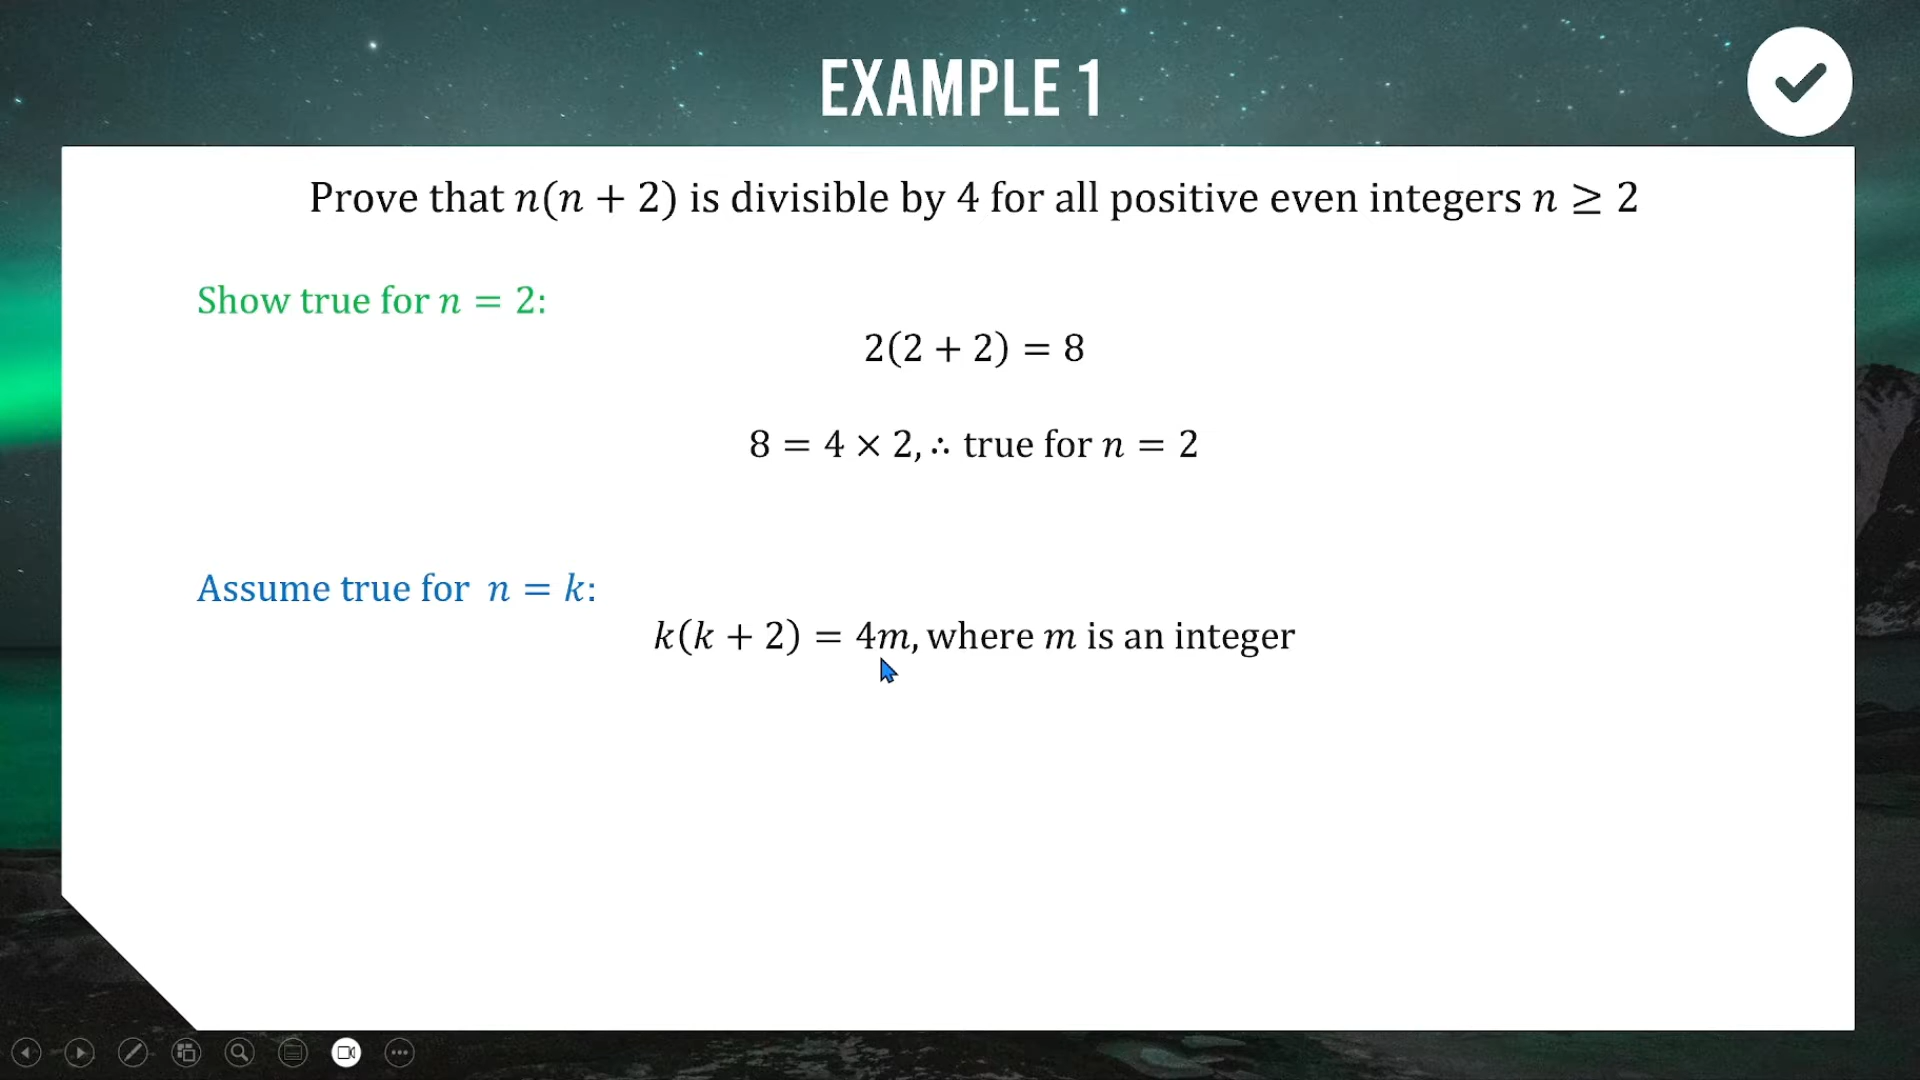 EXAMPLE 1
Prove that n(n + 2) is divisible by 4 for all positive even integers n ≥ 2
Show true for n = 2:
2(2 + 2) = 8
8 = 4 × 2, ∴ true for n = 2
Assume true for n = k:
k(k + 2) = 4m, where m is an integer